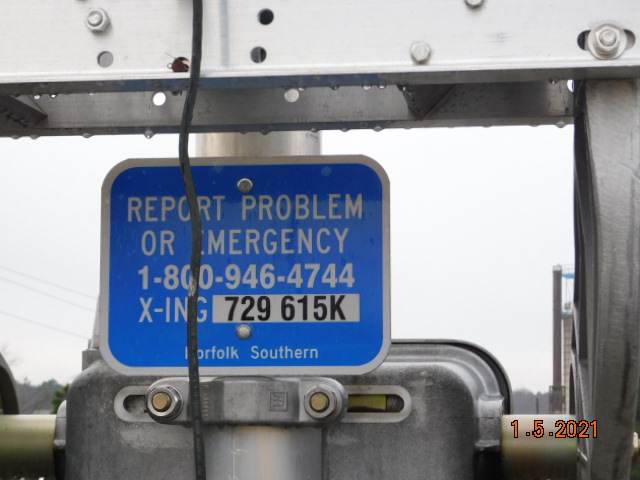 REPORT PROBLEM
OR EMERGENCY
1-800-946-4744
X-ING 729 615K
Norfolk Southern
1.5.2021